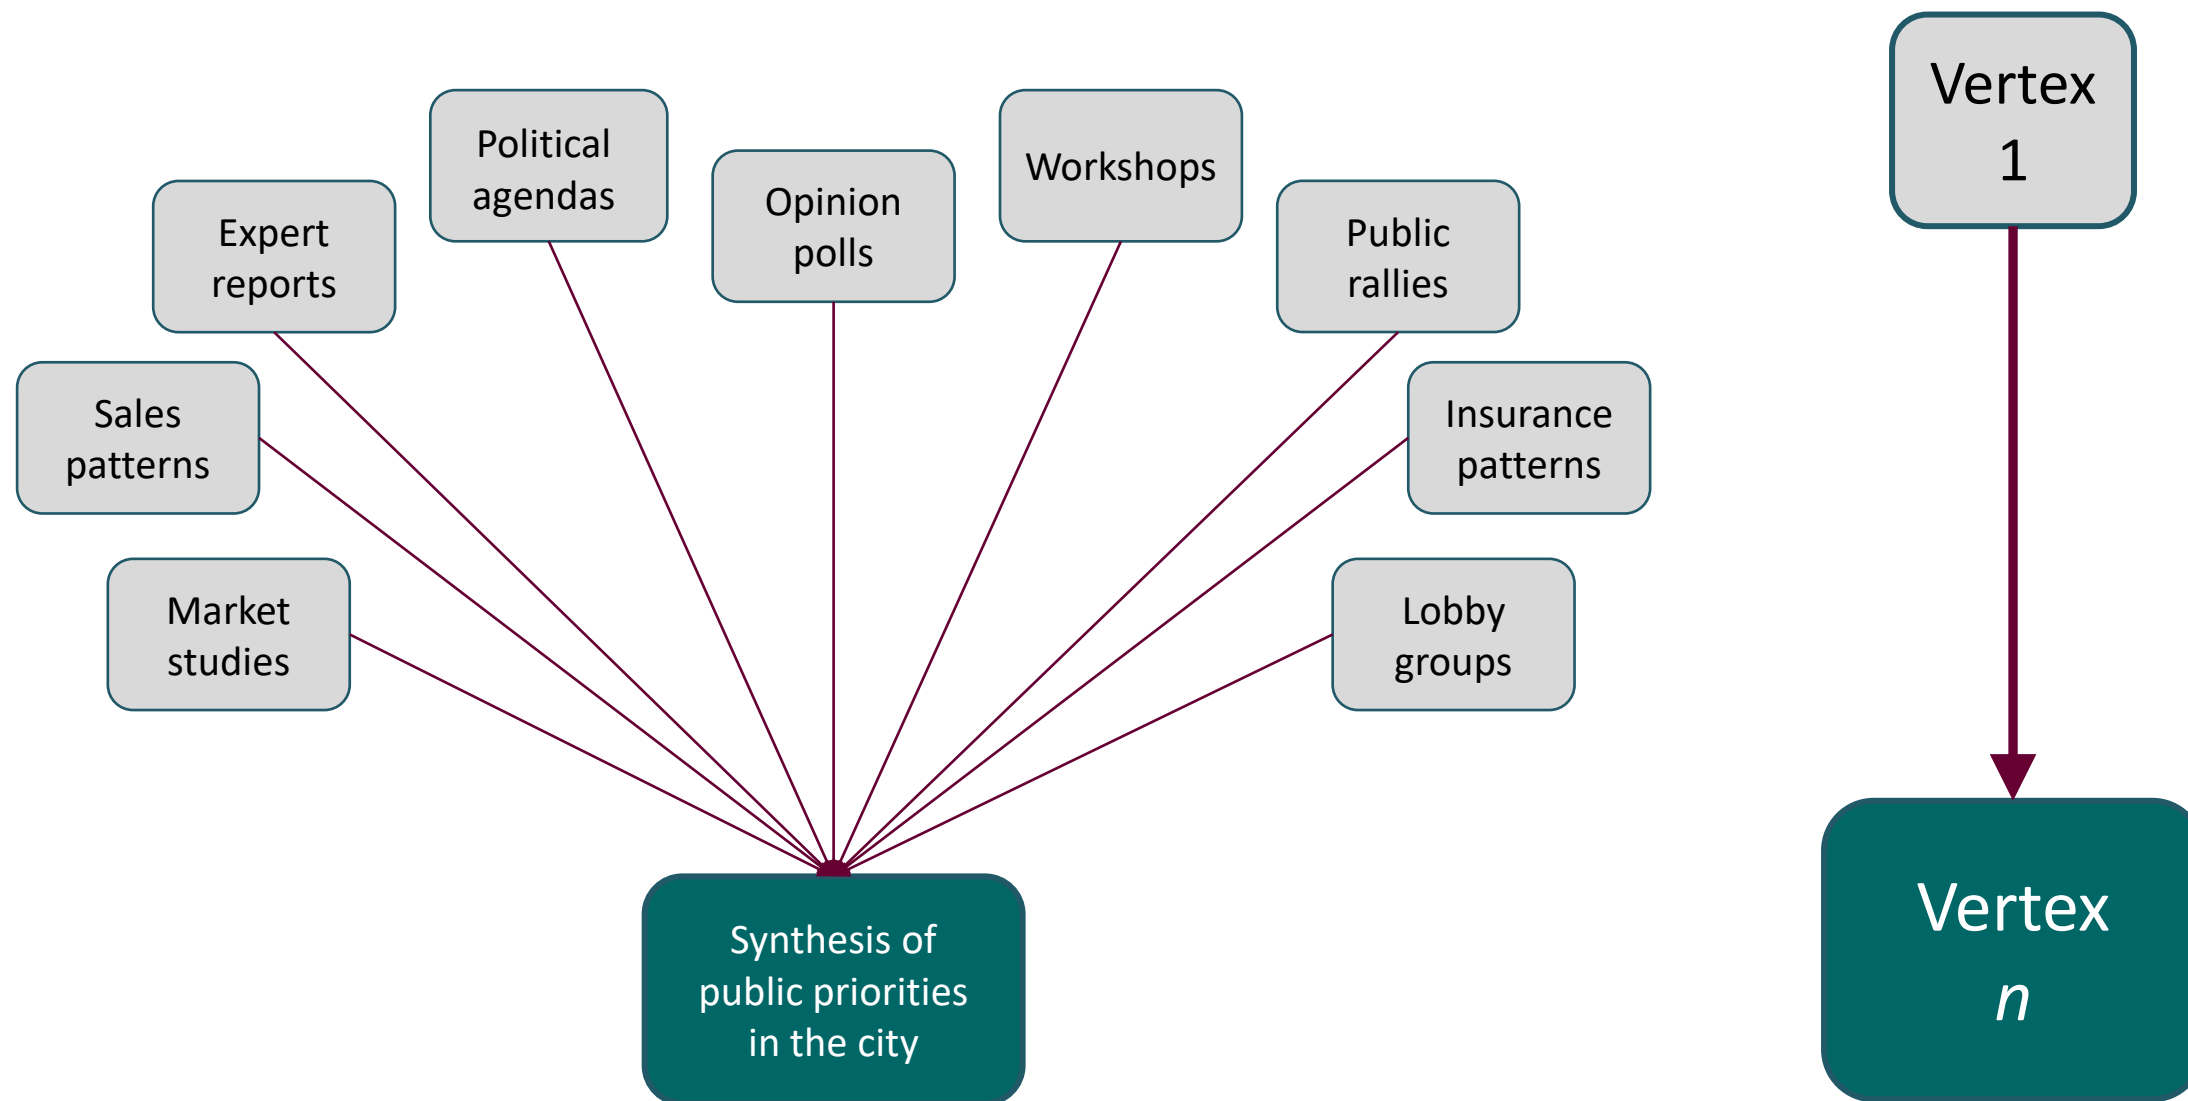 Political
agendas
Workshops
Opinion
polls
Expert
reports
Public
rallies
Sales
patterns
Insurance
patterns
Market
studies
Lobby
groups
Synthesis of
public priorities
in the city
Vertex
1
Vertex
n